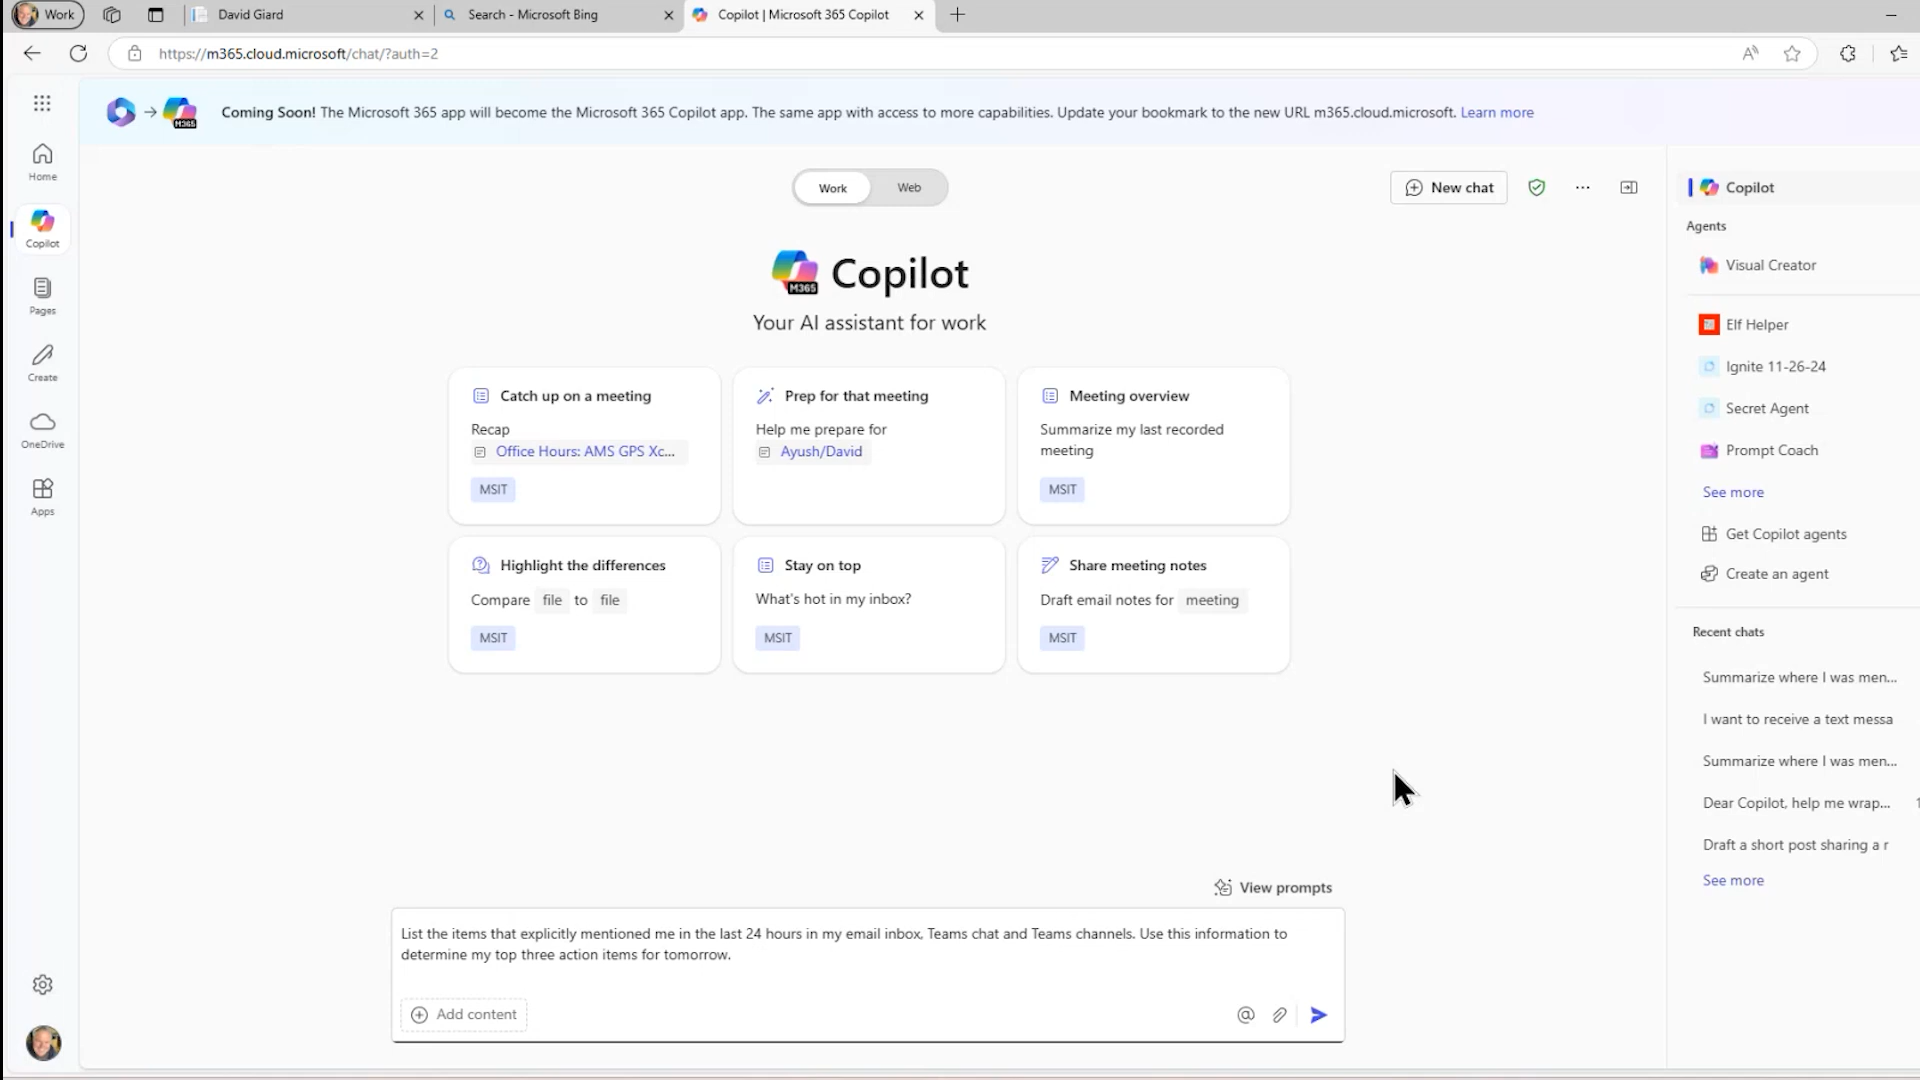 Work
David Giard
Search - Microsoft Bing
Copilot | Microsoft 365 Copilot
https://m365.cloud.microsoft/chat/?auth=2
M365
Coming Soon! The Microsoft 365 app will become the Microsoft 365 Copilot app. The same app with access to more capabilities. Update your bookmark to the new URL m365.cloud.microsoft. Learn more
Home
Copilot
Pages
Create
OneDrive
Apps
Work
Web
New chat
M365
Copilot
Your AI assistant for work
Catch up on a meeting
Recap
Office Hours: AMS GPS Xc...
MSIT
Prep for that meeting
Help me prepare for
Ayush/David
Meeting overview
Summarize my last recorded
meeting
MSIT
Highlight the differences
Compare file to file
MSIT
Stay on top
What's hot in my inbox?
MSIT
Share meeting notes
Draft email notes for meeting
MSIT
View prompts
List the items that explicitly mentioned me in the last 24 hours in my email inbox, Teams chat and Teams channels. Use this information to
determine my top three action items for tomorrow.
Add content
Copilot
Agents
Visual Creator
Elf Helper
Ignite 11-26-24
Secret Agent
Prompt Coach
See more
Get Copilot agents
Create an agent
Recent chats
Summarize where I was men...
I want to receive a text messa
Summarize where I was men...
Dear Copilot, help me wrap...
Draft a short post sharing a r
See more